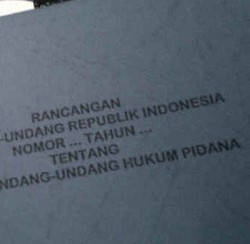 RANCANGAN
-UNDANG REPUBLIK INDONESIA
NOMOR ... TAHUN ...
TENTANG
NDANG-UNDANG HUKUM PIDANA